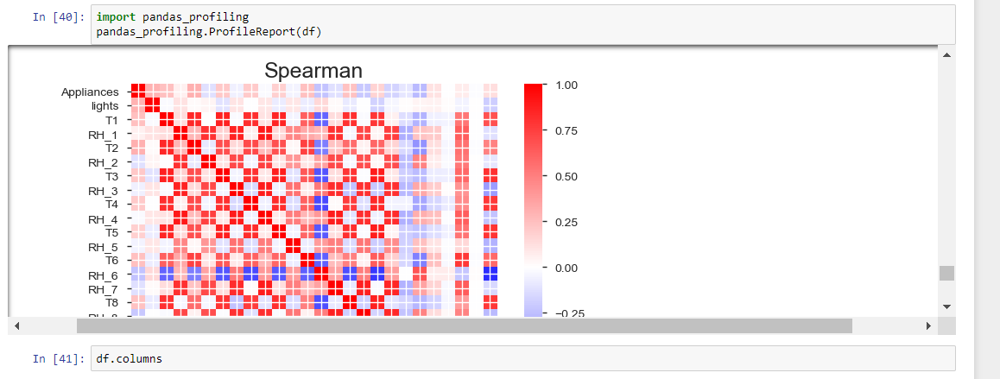 In [40]: import pandas_profiling
pandas_profiling.ProfileReport(df)
Spearman
Appliances
lights
T1
RH_1
T2
RH_2
T3
RH_3
T4
RH_4
T5
RH_5
T6
RH_6
RH_7
T8
RH_8
1.00
0.75
0.50
0.25
0.00
−0.25
In [41]: df.columns